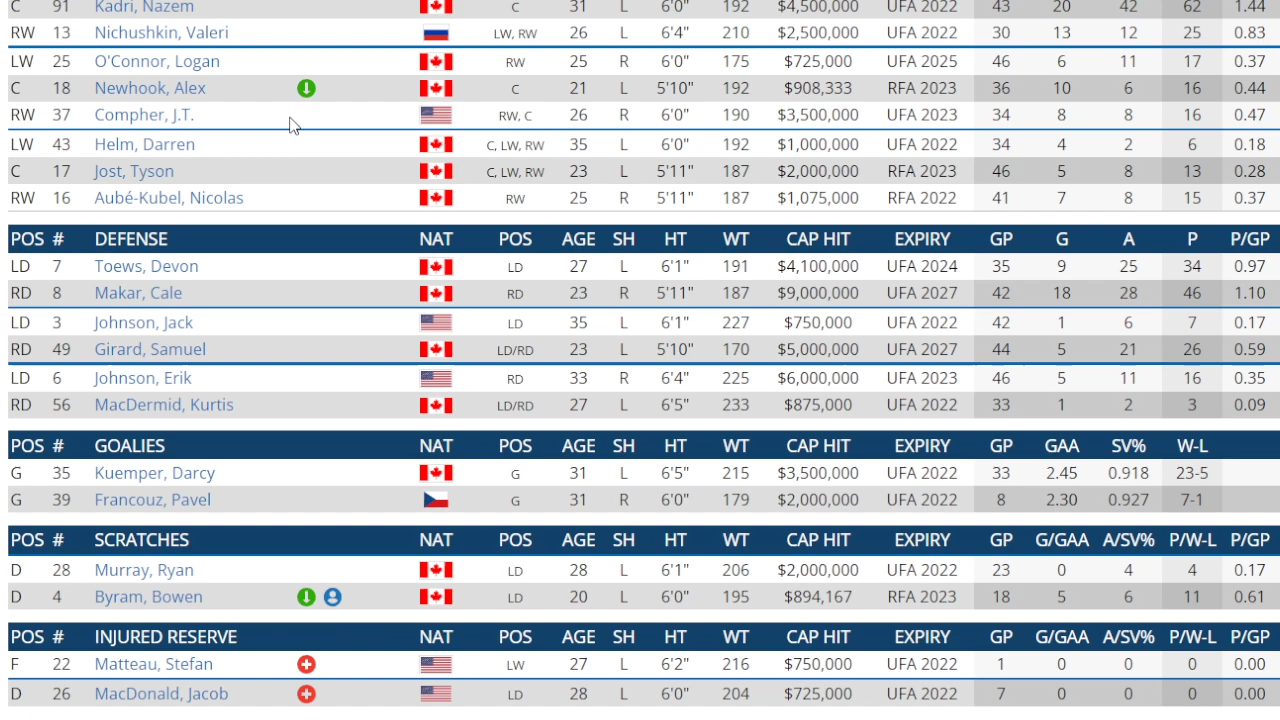 C 91 Kadri, Nazem C 31 L 6'0" 192 $4,500,000 UFA 2022 43 20 42 62 1.44
RW 13 Nichushkin, Valeri LW, RW 26 L 6'4" 210 $2,500,000 UFA 2022 30 13 12 25 0.83
LW 25 O'Connor, Logan RW 25 R 6'0" 175 $725,000 UFA 2025 46 6 11 17 0.37
C 18 Newhook, Alex C 21 L 5'10" 192 $908,333 RFA 2023 36 10 6 16 0.44
RW 37 Compher, J.T. RW, C 26 R 6'0" 190 $3,500,000 UFA 2023 34 8 8 16 0.47
LW 43 Helm, Darren C, LW, RW 35 L 6'0" 192 $1,000,000 UFA 2022 34 4 2 6 0.18
C 17 Jost, Tyson C, LW, RW 23 L 5'11" 187 $2,000,000 RFA 2023 46 5 8 13 0.28
RW 16 Aubé-Kubel, Nicolas RW 25 R 5'11" 187 $1,075,000 RFA 2022 41 7 8 15 0.37
POS # DEFENSE NAT POS AGE SH HT WT CAP HIT EXPIRY GP G A P P/GP
LD 7 Toews, Devon LD 27 L 6'1" 191 $4,100,000 UFA 2024 35 9 25 34 0.97
RD 8 Makar, Cale RD 23 R 5'11" 187 $9,000,000 UFA 2027 42 18 28 46 1.10
LD 3 Johnson, Jack LD 35 L 6'1" 227 $750,000 UFA 2022 42 1 6 7 0.17
RD 49 Girard, Samuel LD/RD 23 L 5'10" 170 $5,000,000 UFA 2027 44 5 21 26 0.59
LD 6 Johnson, Erik RD 33 R 6'4" 225 $6,000,000 UFA 2023 46 5 11 16 0.35
RD 56 MacDermid, Kurtis LD/RD 27 L 6'5" 233 $875,000 UFA 2022 33 1 2 3 0.09
POS # GOALIES NAT POS AGE SH HT WT CAP HIT EXPIRY GP GAA SV% W-L
G 35 Kuemper, Darcy G 31 L 6'5" 215 $3,500,000 UFA 2022 33 2.45 0.918 23-5
G 39 Francouz, Pavel G 31 R 6'0" 179 $2,000,000 UFA 2022 8 2.30 0.927 7-1
POS # SCRATCHES NAT POS AGE SH HT WT CAP HIT EXPIRY GP G/GAA A/SV% P/W-L P/GP
D 28 Murray, Ryan LD 28 L 6'1" 206 $2,000,000 UFA 2022 23 0 4 4 0.17
D 4 Byram, Bowen LD 20 L 6'0" 195 $894,167 RFA 2023 18 5 6 11 0.61
POS # INJURED RESERVE NAT POS AGE SH HT WT CAP HIT EXPIRY GP G/GAA A/SV% P/W-L P/GP
F 22 Matteau, Stefan LW 27 L 6'2" 216 $750,000 UFA 2022 1 0 0 0 0.00
D 26 MacDonald, Jacob LD 28 L 6'0" 204 $725,000 UFA 2022 7 0 0 0 0.00